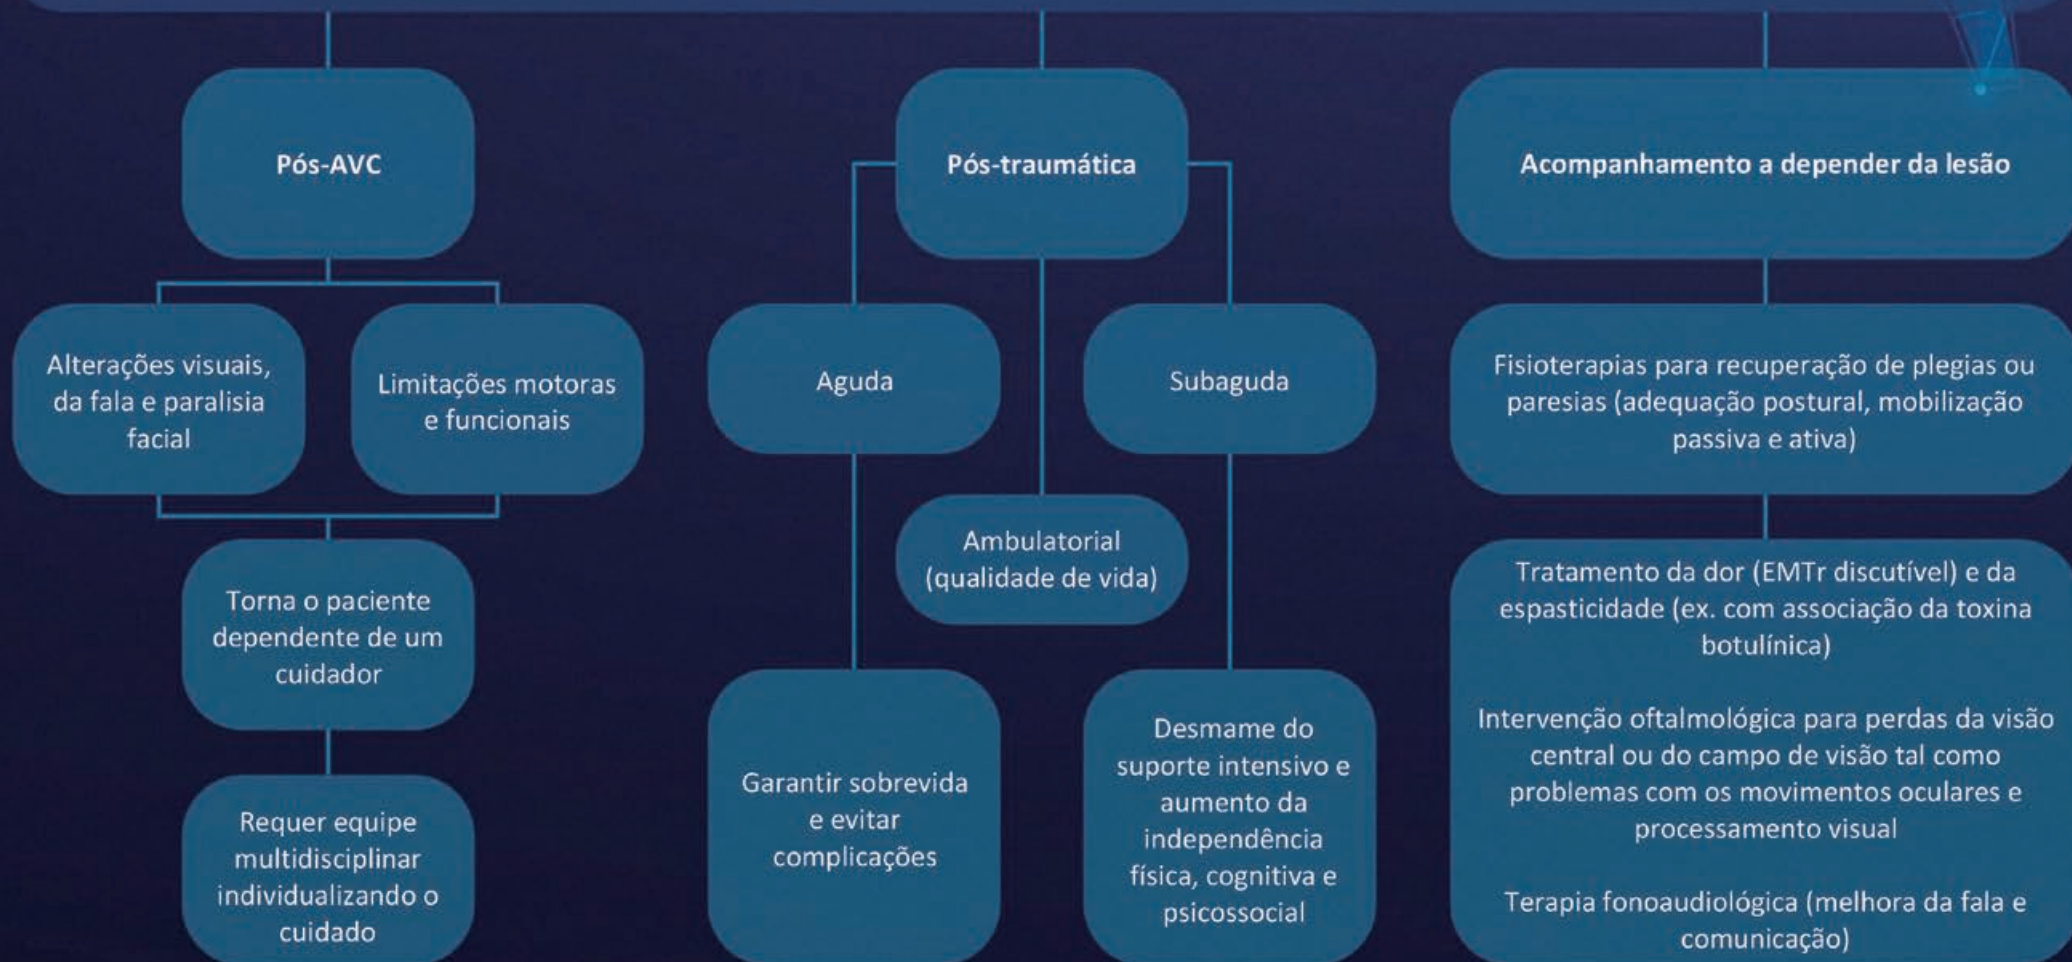 Pós-AVC
Pós-traumática
Acompanhamento a depender da lesão
Alterações visuais,
da fala e paralisia
facial
Limitações motoras
e funcionais
Aguda
Subaguda
Fisioterapias para recuperação de plegias ou
paresias (adequação postural, mobilização
passiva e ativa)
Ambulatorial
(qualidade de vida)
Torna o paciente
dependente de um
cuidador
Tratamento da dor (EMTr discutível) e da
espasticidade (ex. com associação da toxina
botulínica)
Intervenção oftalmológica para perdas da visão
central ou do campo de visão tal como
problemas com os movimentos oculares e
processamento visual
Terapia fonoaudiológica (melhora da fala e
comunicação)
Requer equipe
multidisciplinar
individualizando o
cuidado
Garantir sobrevida
e evitar
complicações
Desmame do
suporte intensivo e
aumento da
independência
física, cognitiva e
psicossocial